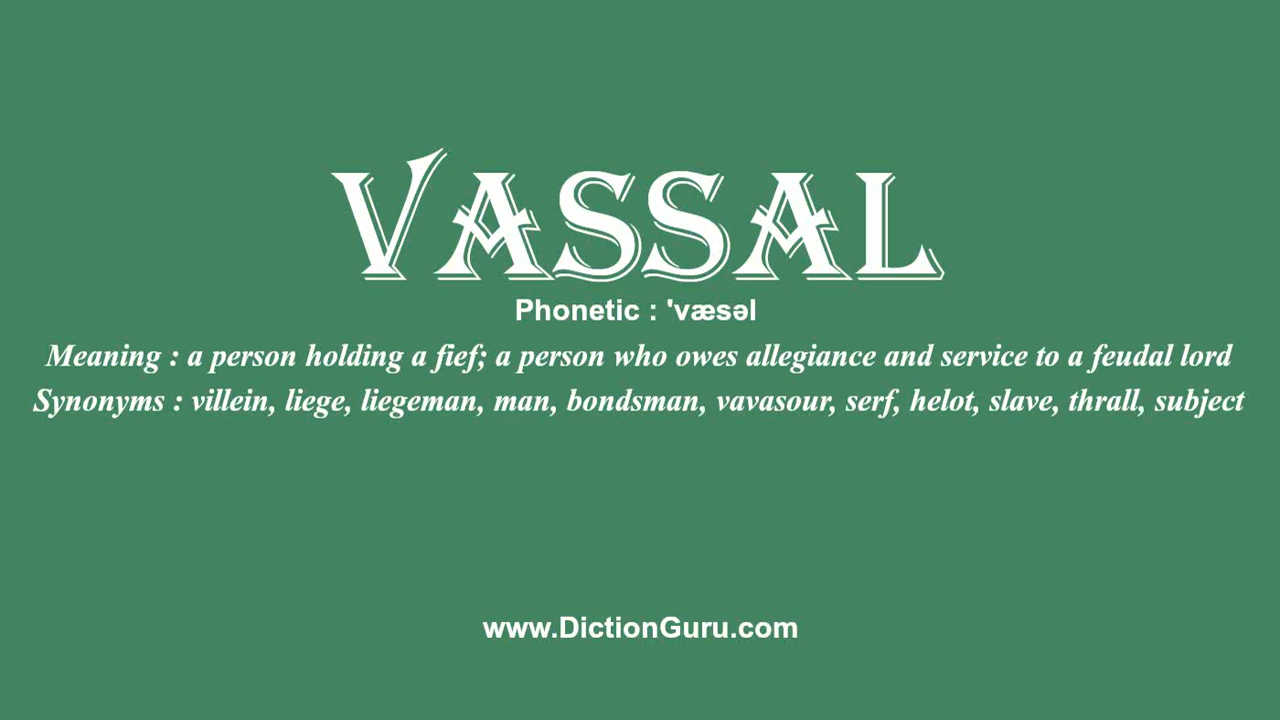 VASSAL
Phonetic : 'væsəl
Meaning : a person holding a fief; a person who owes allegiance and service to a feudal lord
Synonyms : villein, liege, liegeman, man, bondsman, vavasour, serf, helot, slave, thrall, subject
www.DictionGuru.com